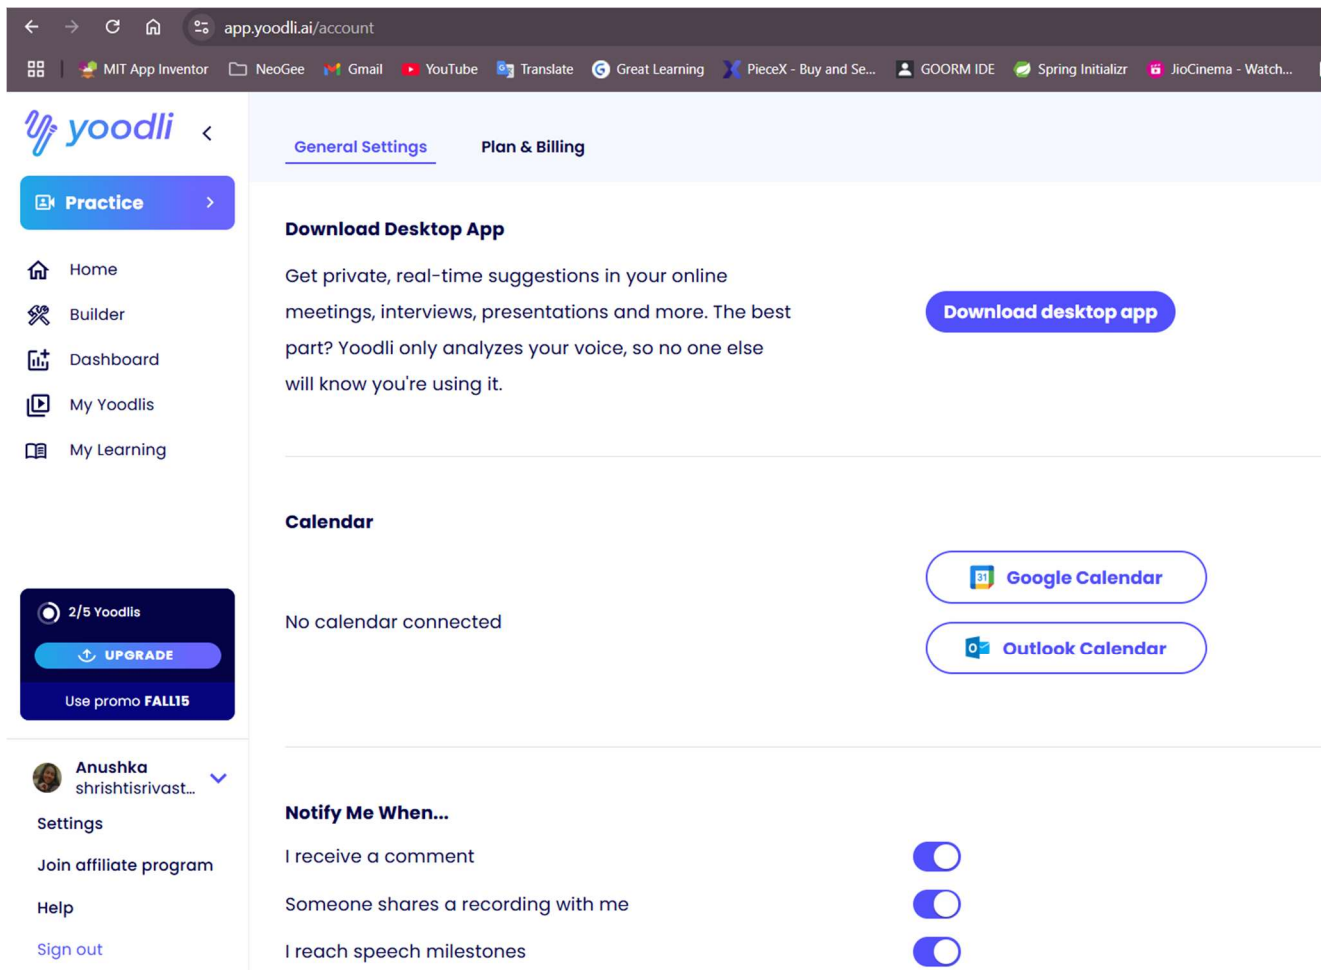 app.yoodli.ai/account
MIT App Inventor NeoGee Gmail YouTube Translate Great Learning PieceX - Buy and Se... GOORM IDE Spring Initializr JioCinema - Watch...
yoodli
General Settings Plan & Billing
Practice
Home
Builder
Dashboard
My Yoodlis
My Learning
2/5 Yoodlis
UPGRADE
Use promo FALL15
Anushka
shrishtisrivast...
Settings
Join affiliate program
Help
Sign out
Download Desktop App
Get private, real-time suggestions in your online
meetings, interviews, presentations and more. The best
part? Yoodli only analyzes your voice, so no one else
will know you're using it.
Download desktop app
Calendar
No calendar connected
31 Google Calendar
Outlook Calendar
Notify Me When...
I receive a comment
Someone shares a recording with me
I reach speech milestones